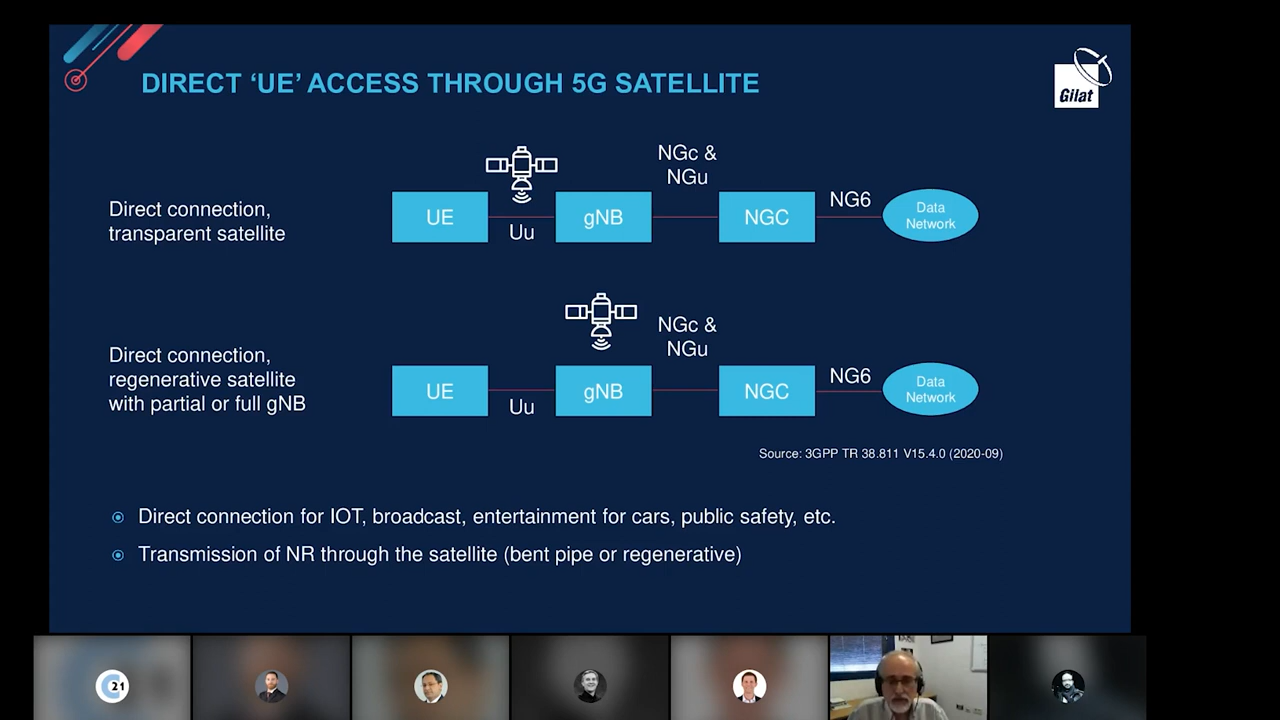 DIRECT ‘UE’ ACCESS THROUGH 5G SATELLITE
Gilat
Direct connection,
transparent satellite
UE
Uu
gNB
NGc &
NGu
NGC
NG6
Data
Network
Direct connection,
regenerative satellite
with partial or full gNB
UE
Uu
gNB
NGc &
NGu
NGC
NG6
Data
Network
Source: 3GPP TR 38.811 V15.4.0 (2020-09)
Direct connection for IOT, broadcast, entertainment for cars, public safety, etc.
Transmission of NR through the satellite (bent pipe or regenerative)
21